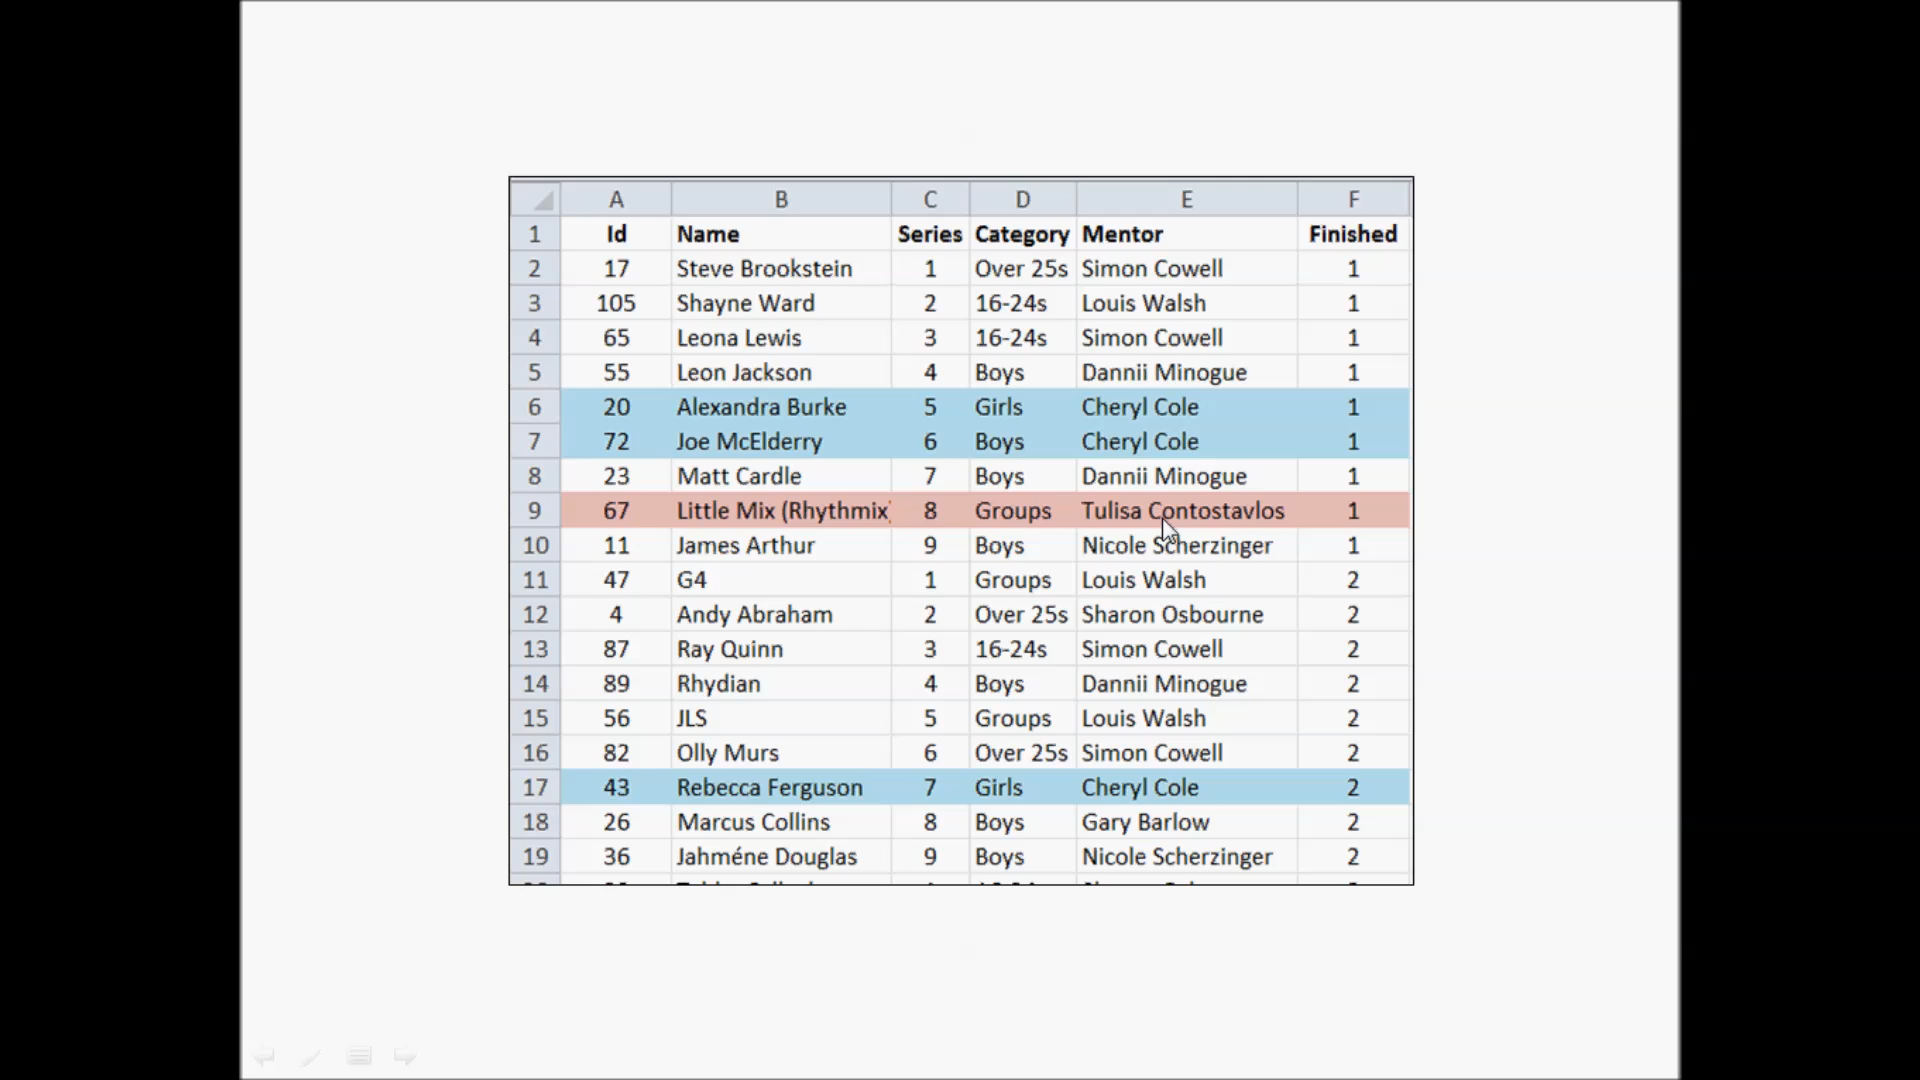 A B C D E F
1 Id Name Series Category Mentor Finished
2 17 Steve Brookstein 1 Over 25s Simon Cowell 1
3 105 Shayne Ward 2 16-24s Louis Walsh 1
4 65 Leona Lewis 3 16-24s Simon Cowell 1
5 55 Leon Jackson 4 Boys Dannii Minogue 1
6 20 Alexandra Burke 5 Girls Cheryl Cole 1
7 72 Joe McElderry 6 Boys Cheryl Cole 1
8 23 Matt Cardle 7 Boys Dannii Minogue 1
9 67 Little Mix (Rhythmix) 8 Groups Tulisa Contostavlos 1
10 11 James Arthur 9 Boys Nicole Scherzinger 1
11 47 G4 1 Groups Louis Walsh 2
12 4 Andy Abraham 2 Over 25s Sharon Osbourne 2
13 87 Ray Quinn 3 16-24s Simon Cowell 2
14 89 Rhydian 4 Boys Dannii Minogue 2
15 56 JLS 5 Groups Louis Walsh 2
16 82 Olly Murs 6 Over 25s Simon Cowell 2
17 43 Rebecca Ferguson 7 Girls Cheryl Cole 2
18 26 Marcus Collins 8 Boys Gary Barlow 2
19 36 Jahméne Douglas 9 Boys Nicole Scherzinger 2